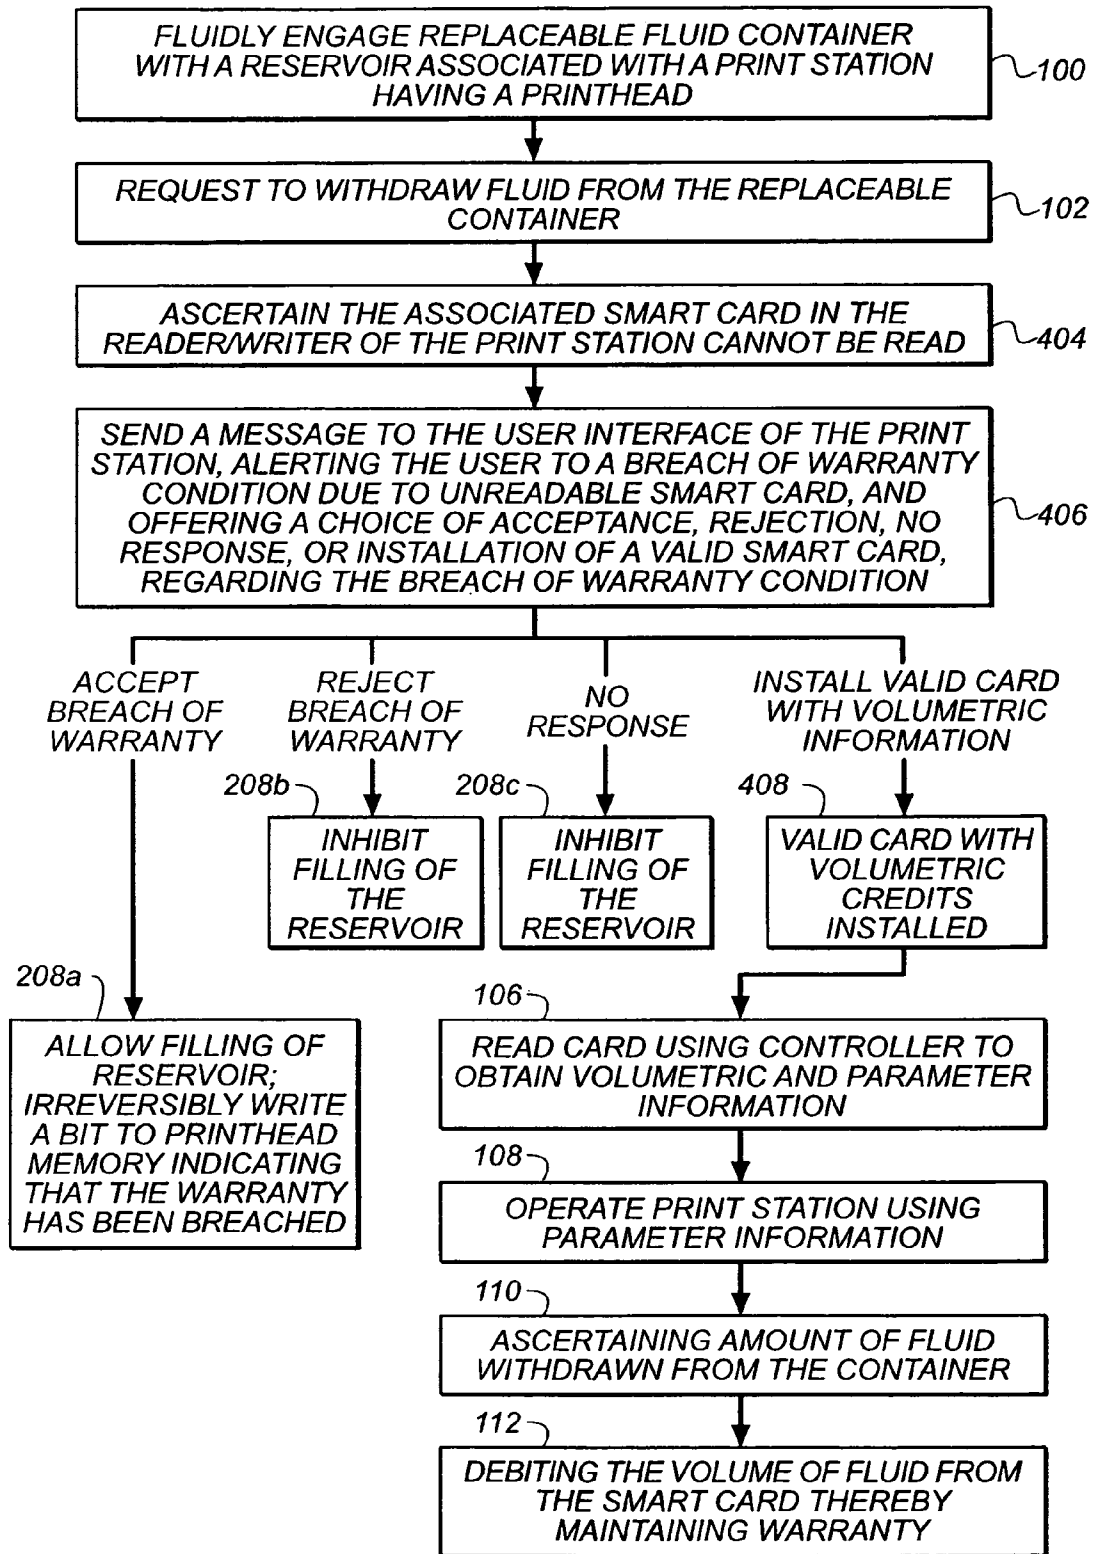 FLUIDLY ENGAGE REPLACEABLE FLUID CONTAINER
WITH A RESERVOIR ASSOCIATED WITH A PRINT STATION
HAVING A PRINTHEAD
100
REQUEST TO WITHDRAW FLUID FROM THE REPLACEABLE
CONTAINER
102
ASCERTAIN THE ASSOCIATED SMART CARD IN THE
READER/WRITER OF THE PRINT STATION CANNOT BE READ
404
SEND A MESSAGE TO THE USER INTERFACE OF THE PRINT
STATION, ALERTING THE USER TO A BREACH OF WARRANTY
CONDITION DUE TO UNREADABLE SMART CARD, AND
OFFERING A CHOICE OF ACCEPTANCE, REJECTION, NO
RESPONSE, OR INSTALLATION OF A VALID SMART CARD,
REGARDING THE BREACH OF WARRANTY CONDITION
406
ACCEPT
BREACH OF
WARRANTY
REJECT
BREACH OF
WARRANTY
NO
RESPONSE
INSTALL VALID CARD
WITH VOLUMETRIC
INFORMATION
208b
INHIBIT
FILLING OF
THE
RESERVOIR
208c
INHIBIT
FILLING OF
THE
RESERVOIR
408
VALID CARD WITH
VOLUMETRIC
CREDITS
INSTALLED
208a
ALLOW FILLING OF
RESERVOIR;
IRREVERSIBLY WRITE
A BIT TO PRINTHEAD
MEMORY INDICATING
THAT THE WARRANTY
HAS BEEN BREACHED
106
READ CARD USING CONTROLLER TO
OBTAIN VOLUMETRIC AND PARAMETER
INFORMATION
108
OPERATE PRINT STATION USING
PARAMETER INFORMATION
110
ASCERTAINING AMOUNT OF FLUID
WITHDRAWN FROM THE CONTAINER
112
DEBITING THE VOLUME OF FLUID FROM
THE SMART CARD THEREBY
MAINTAINING WARRANTY